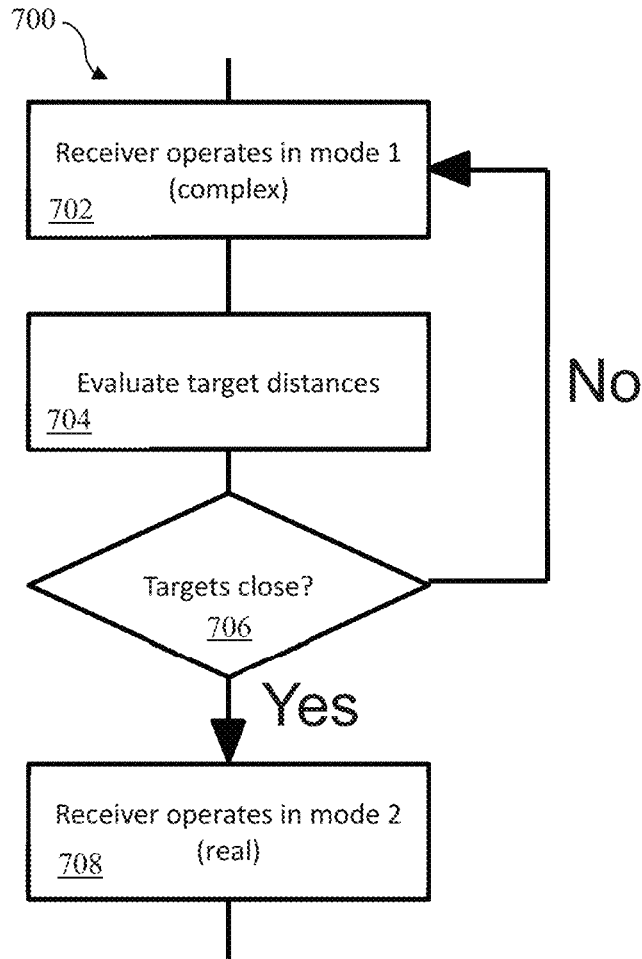 700
Receiver operates in mode 1
(complex)
702
Evaluate target distances
704
No
Targets close?
706
Yes
Receiver operates in mode 2
(real)
708